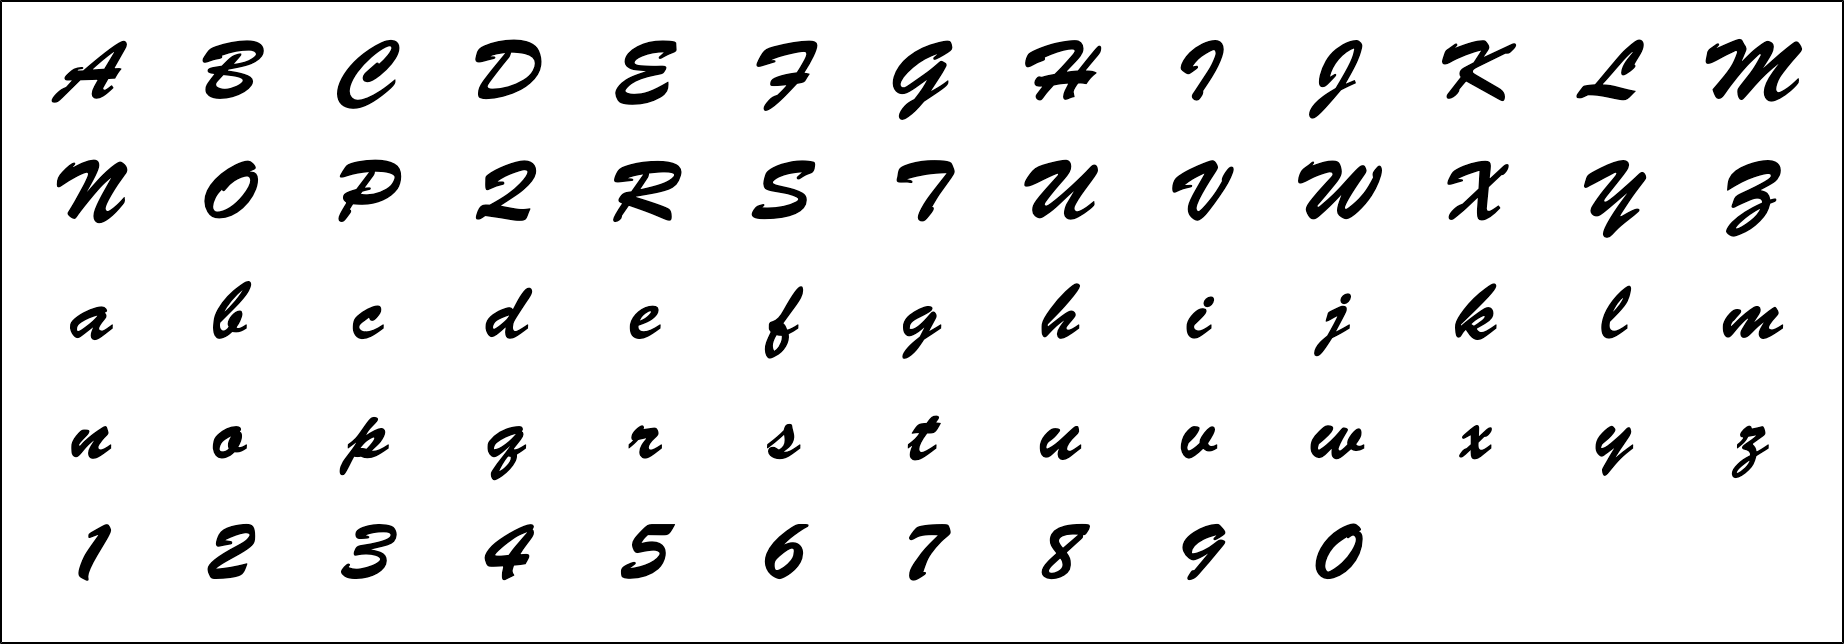 A B C D E F G H I J K L M
N O P Q R S T U V W X Y Z
a b c d e f g h i j k l m
n o p q r s t u v w x y z
1 2 3 4 5 6 7 8 9 0